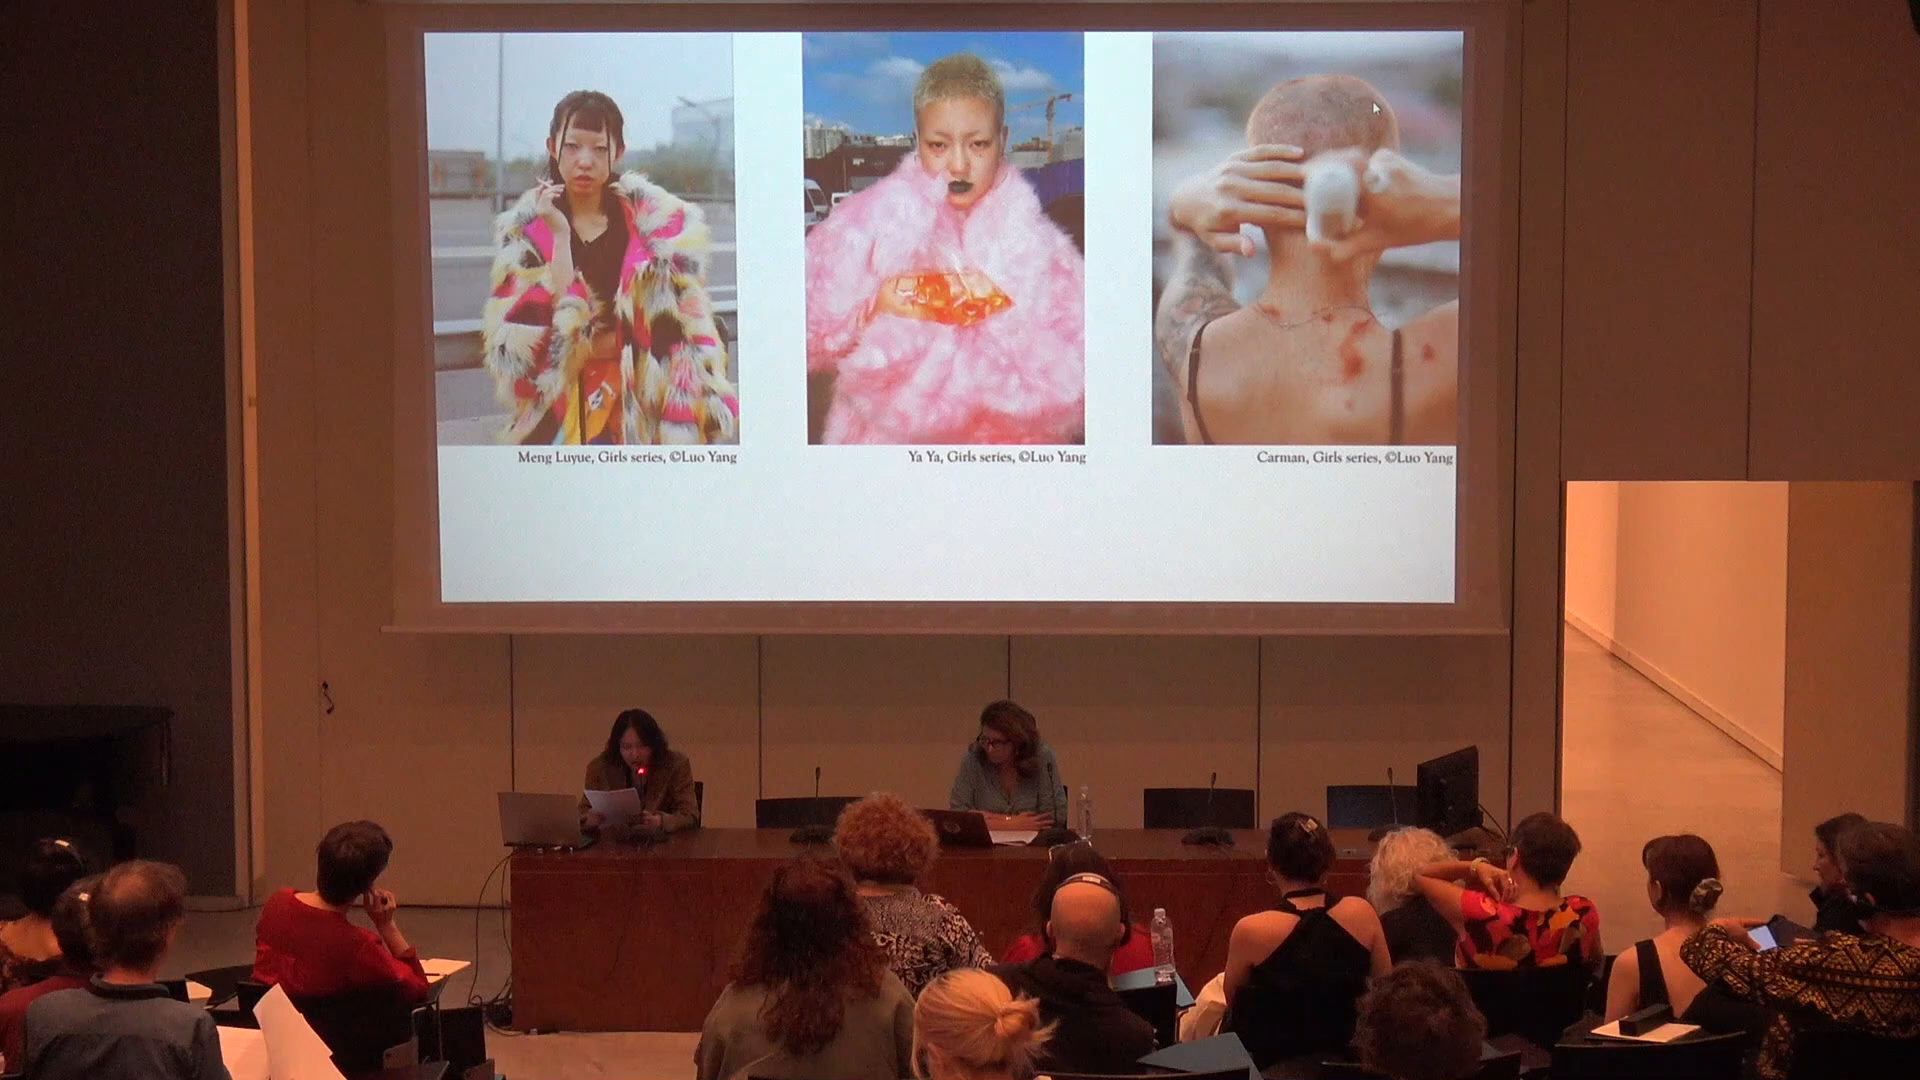 Meng Luyue, Girls series, ©Luo Yang
Ya Ya, Girls series, ©Luo Yang
Carman, Girls series, ©Luo Yang